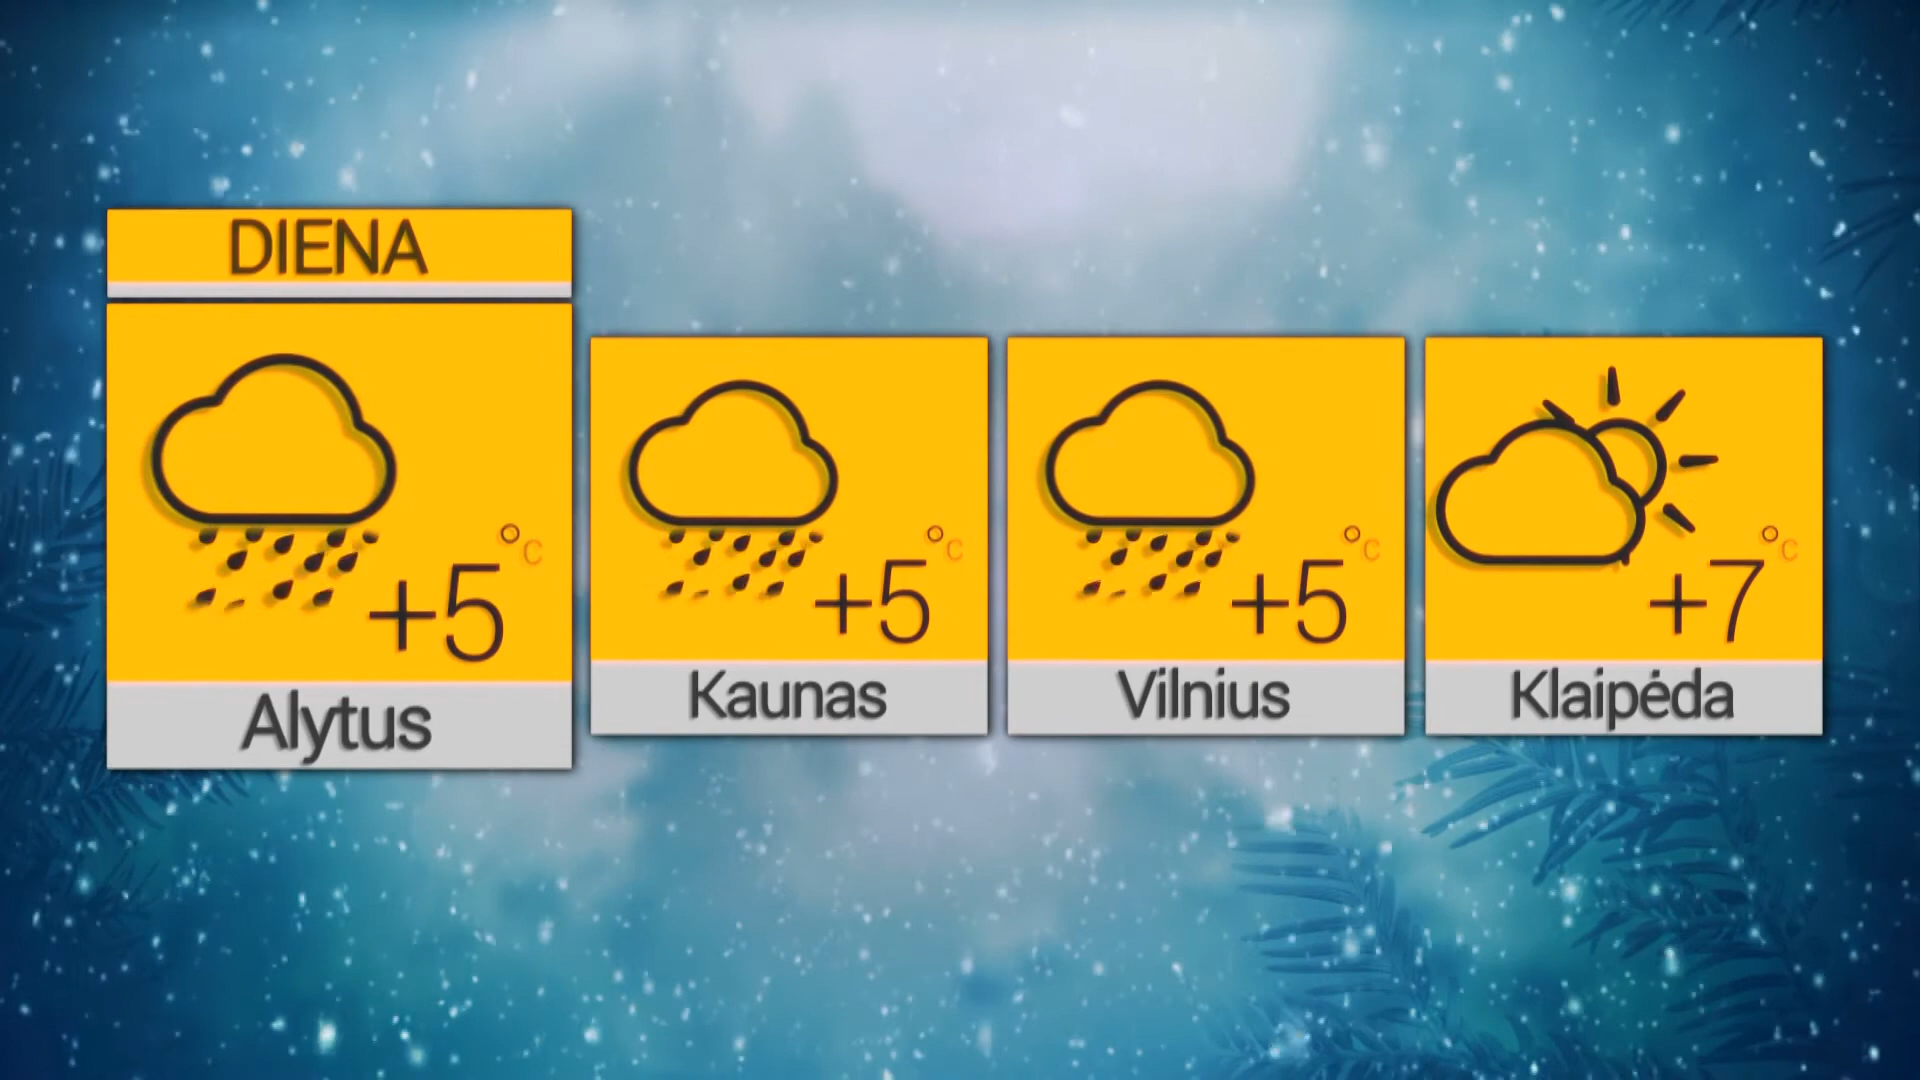 DIENA
+5 °C
Alytus
+5 °C
Kaunas
+5 °C
Vilnius
+7 °C
Klaipėda